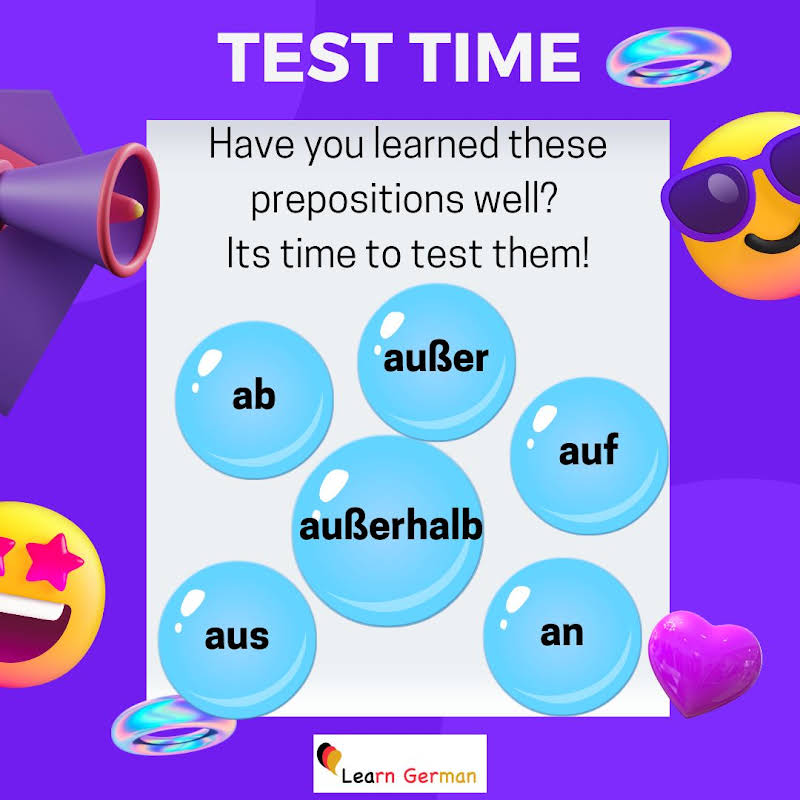 TEST TIME
Have you learned these
prepositions well?
Its time to test them!
außer
ab
auf
außerhalb
aus
an
Learn German